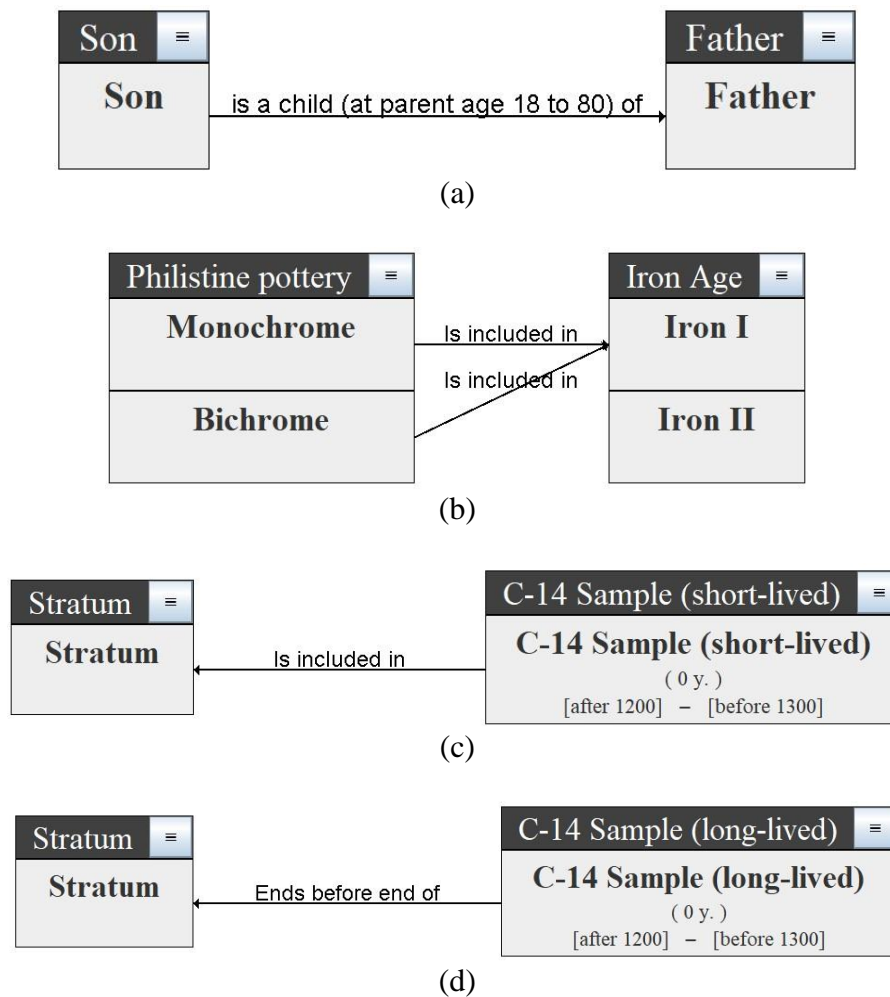 Son ≡
Father ≡
Son
is a child (at parent age 18 to 80) of
Father
(a)
Philistine pottery ≡
Iron Age ≡
Monochrome
Is included in
Iron I
Is included in
Bichrome
Iron II
(b)
Stratum ≡
C-14 Sample (short-lived) ≡
Stratum
Is included in
C-14 Sample (short-lived)
( 0 y. )
[after 1200] – [before 1300]
(c)
Stratum ≡
C-14 Sample (long-lived) ≡
Stratum
Ends before end of
C-14 Sample (long-lived)
( 0 y. )
[after 1200] – [before 1300]
(d)